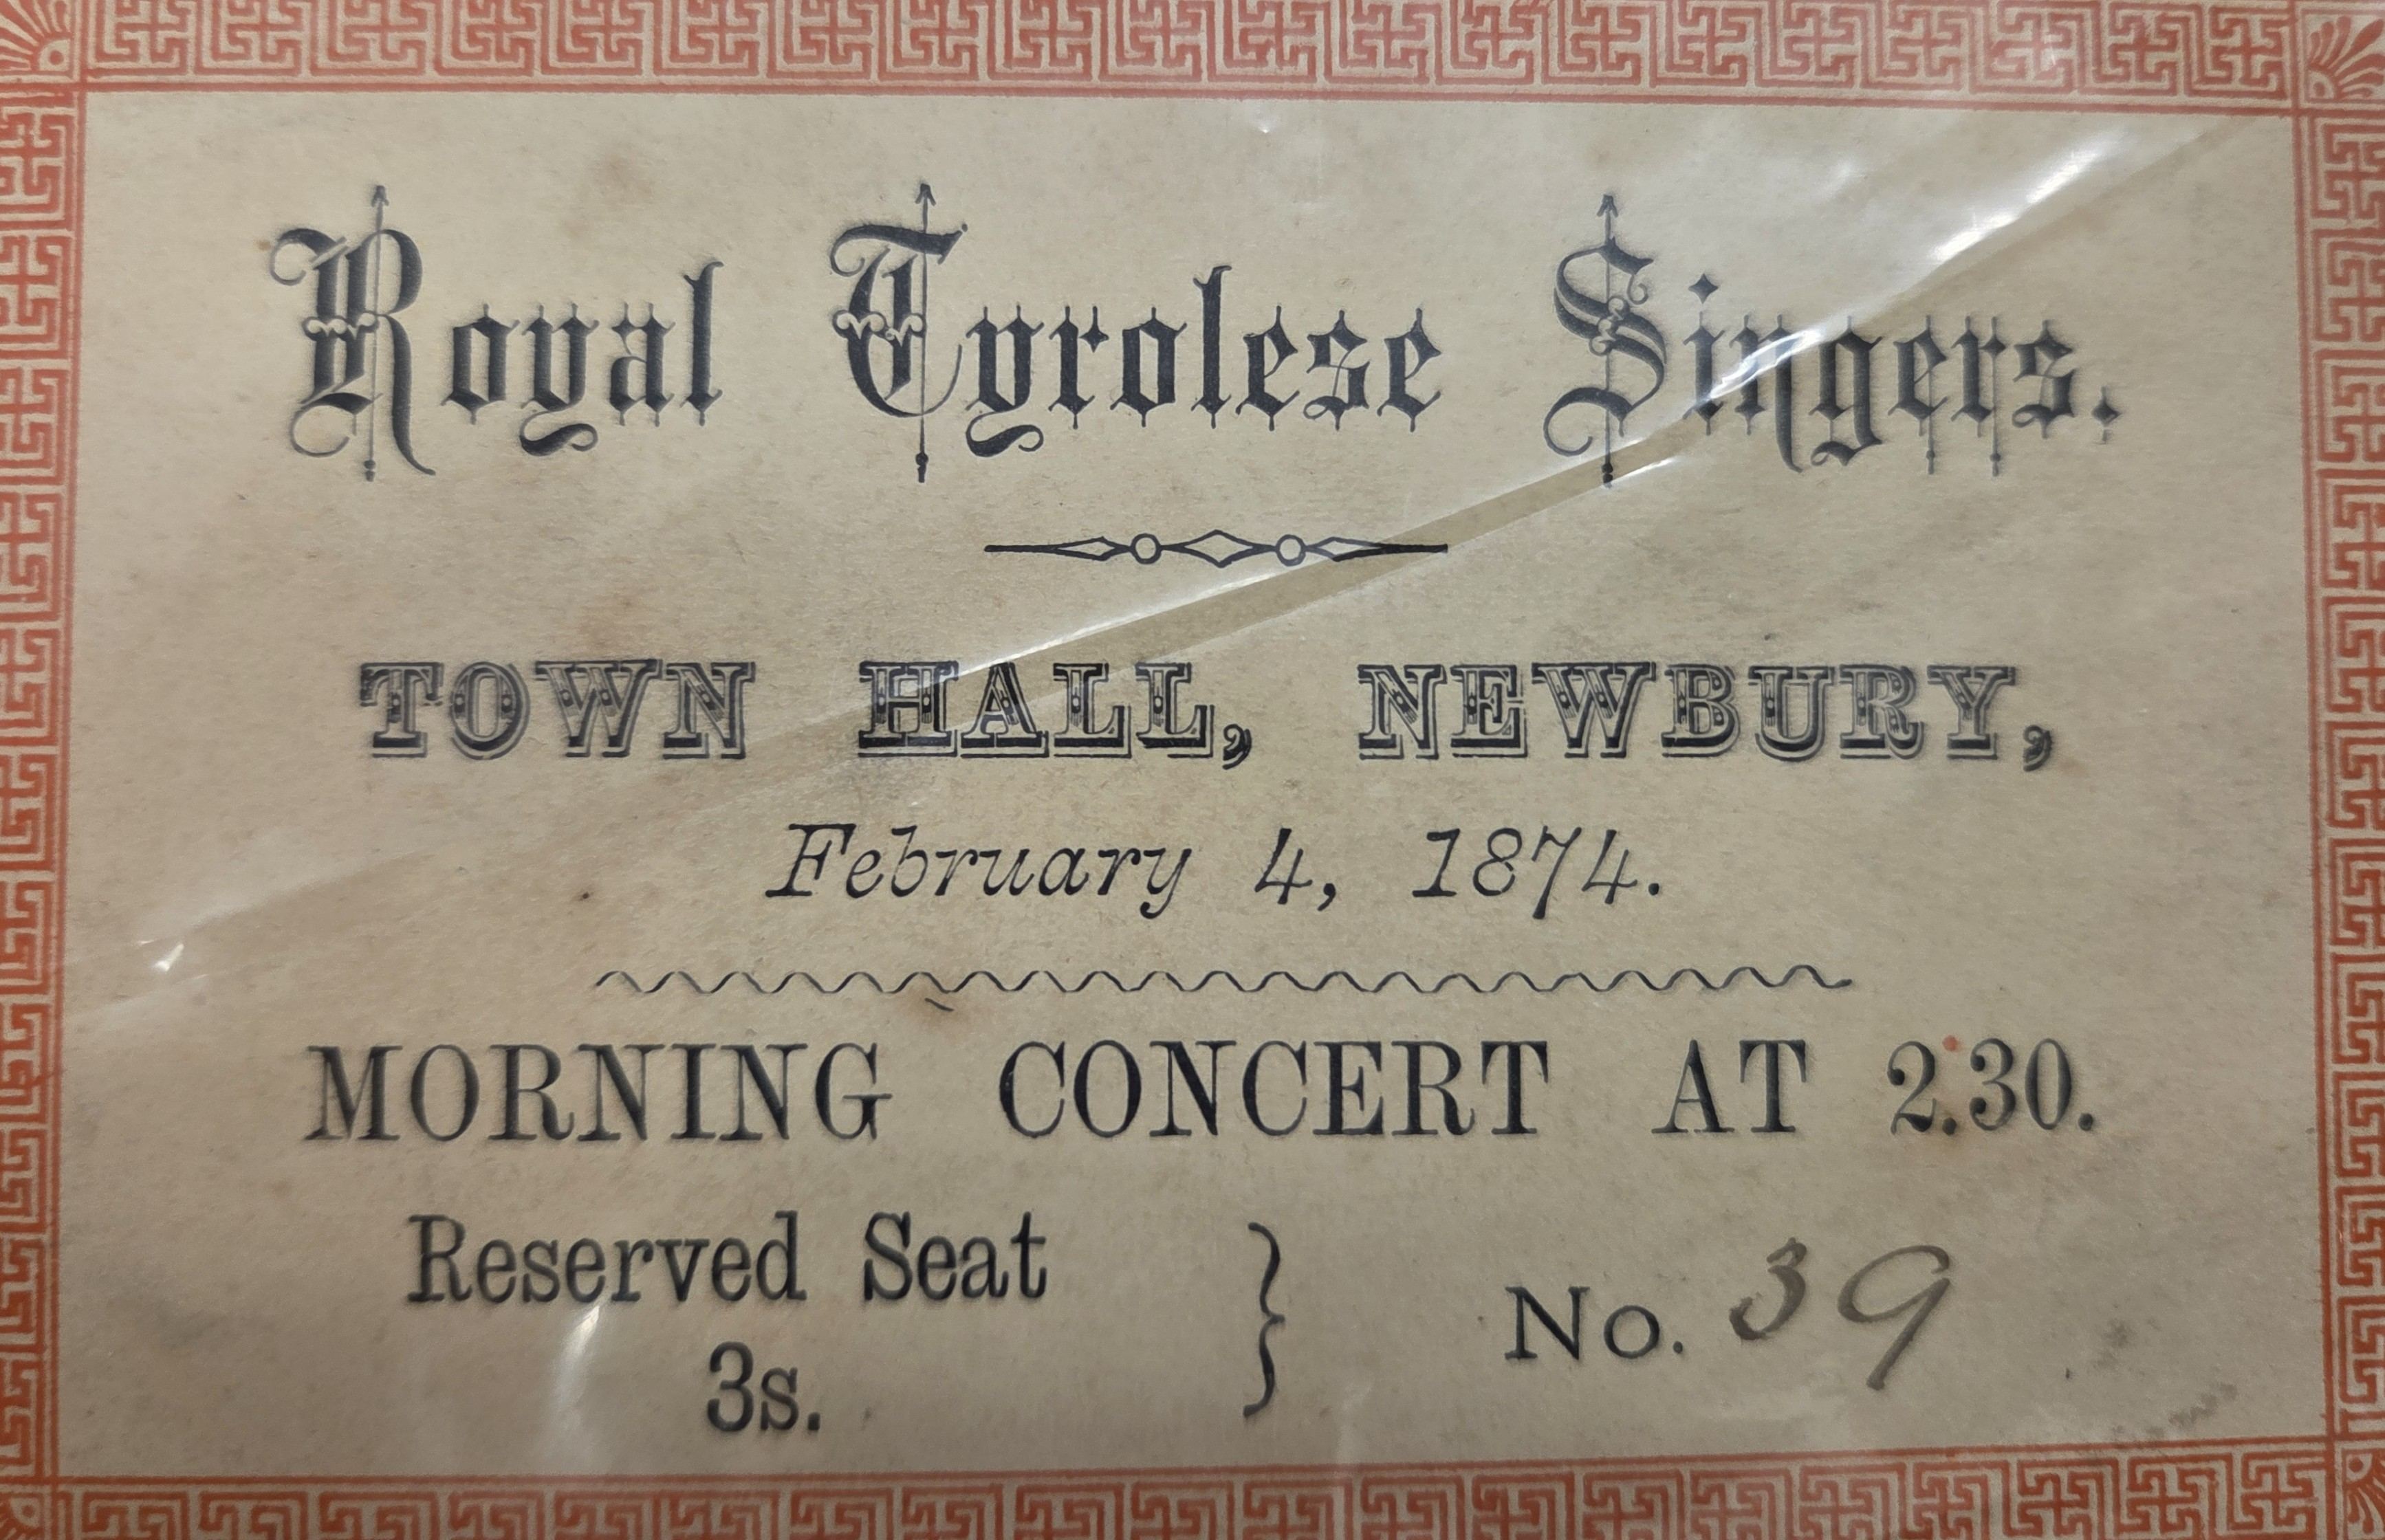 Royal Tyrolese Singers.
TOWN HALL, NEWBURY,
February 4, 1874.
MORNING CONCERT AT 2.30.
Reserved Seat
3s.
} No. 39